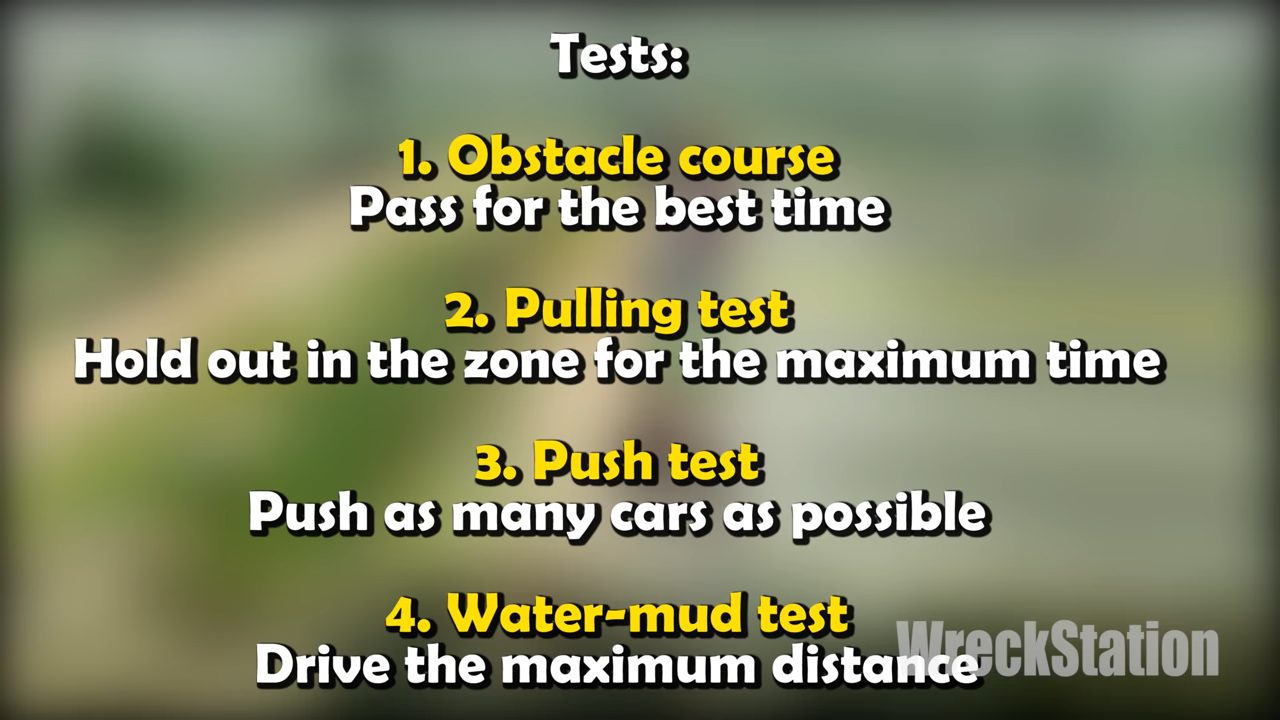 Tests:
1. Obstacle course
Pass for the best time
2. Pulling test
Hold out in the zone for the maximum time
3. Push test
Push as many cars as possible
4. Water-mud test
Drive the maximum distance
WreckStation